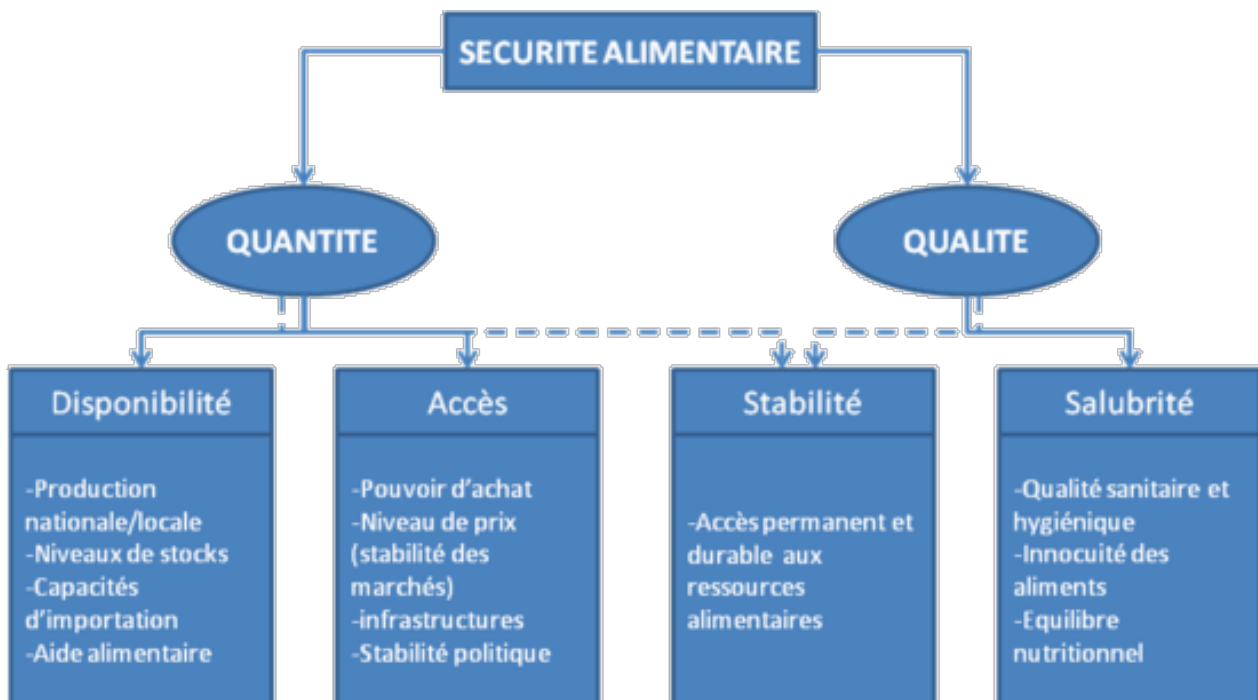 SECURITE ALIMENTAIRE
QUANTITE
QUALITE
Disponibilité
-Production
nationale/locale
-Niveaux de stocks
-Capacités
d’importation
-Aide alimentaire
Accès
-Pouvoir d’achat
-Niveau de prix
(stabilité des
marchés)
-infrastructures
-Stabilité politique
Stabilité
-Accès permanent et
durable aux
ressources
alimentaires
Salubrité
-Qualité sanitaire et
hygiénique
-Innocuité des
aliments
-Equilibre
nutritionnel